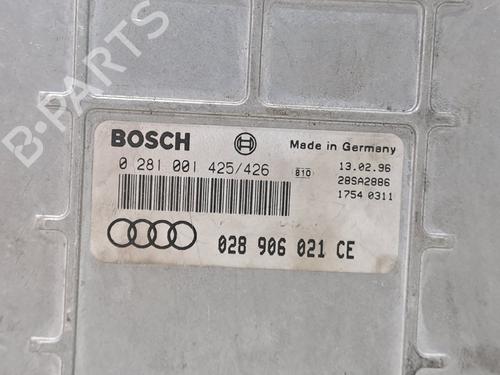 B-PARTS
BOSCH
Made in Germany
0 281 001 425/426
810
13.02.96
28SA2886
1754 0311
028 906 021 CE